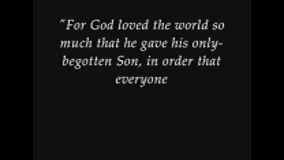 "For God loved the world so
much that he gave his only-
begotten Son, in order that
everyone